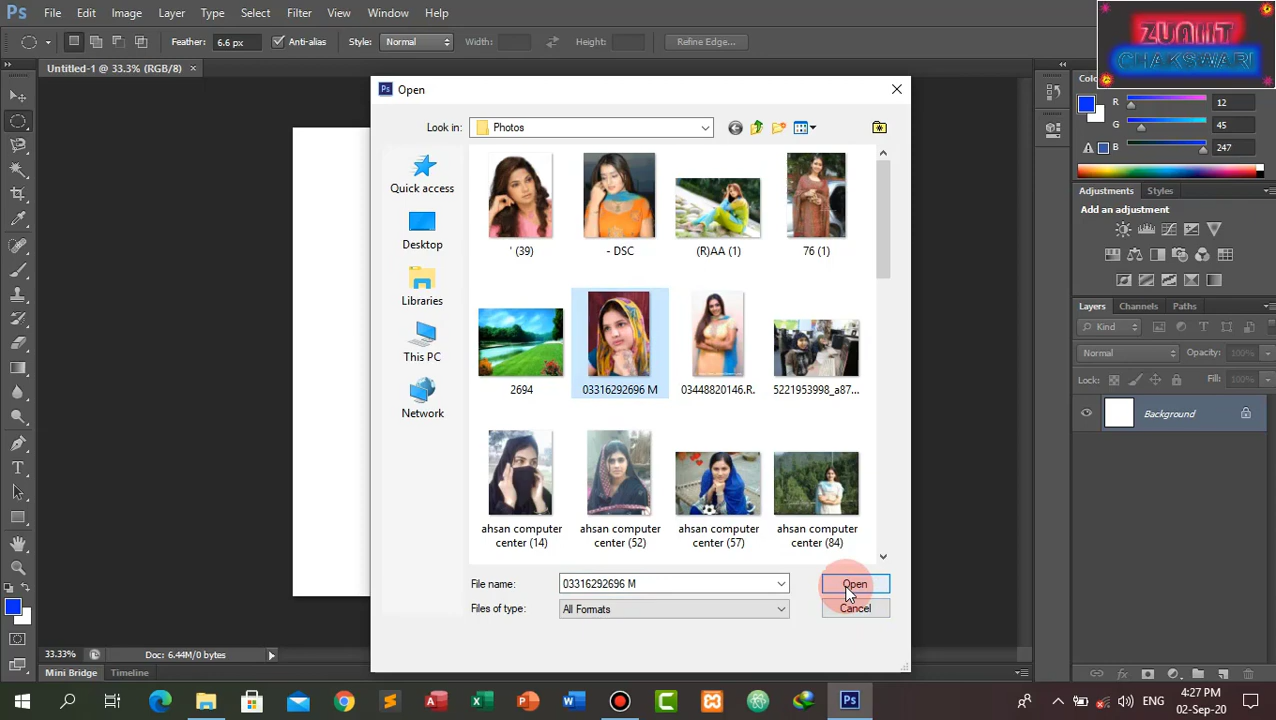 Ps File Edit Image Layer Type Select Filter View Window Help
ZUNIT
CHAKSWARI
Feather: 6.6 px Anti-alias Style: Normal Width: Height: Refine Edge...
Untitled-1 @ 33.3% (RGB/8) ×
Ps Open
Look in: Photos
Quick access
Desktop
Libraries
This PC
Network
' (39) - DSC (R)AA (1) 76 (1)
2694 03316292696 M 03448820146.R. 5221953998_a87...
ahsan computer center (14)
ahsan computer center (52)
ahsan computer center (57)
ahsan computer center (84)
File name: 03316292696 M Open
Files of type: All Formats Cancel
R 12
G 45
B 247
Adjustments Styles
Add an adjustment
Layers Channels Paths
Kind
Normal Opacity: 100%
Lock: Fill: 100%
Background
33.33% Doc: 6.44M/0 bytes
Mini Bridge Timeline
ENG 4:27 PM
02-Sep-20